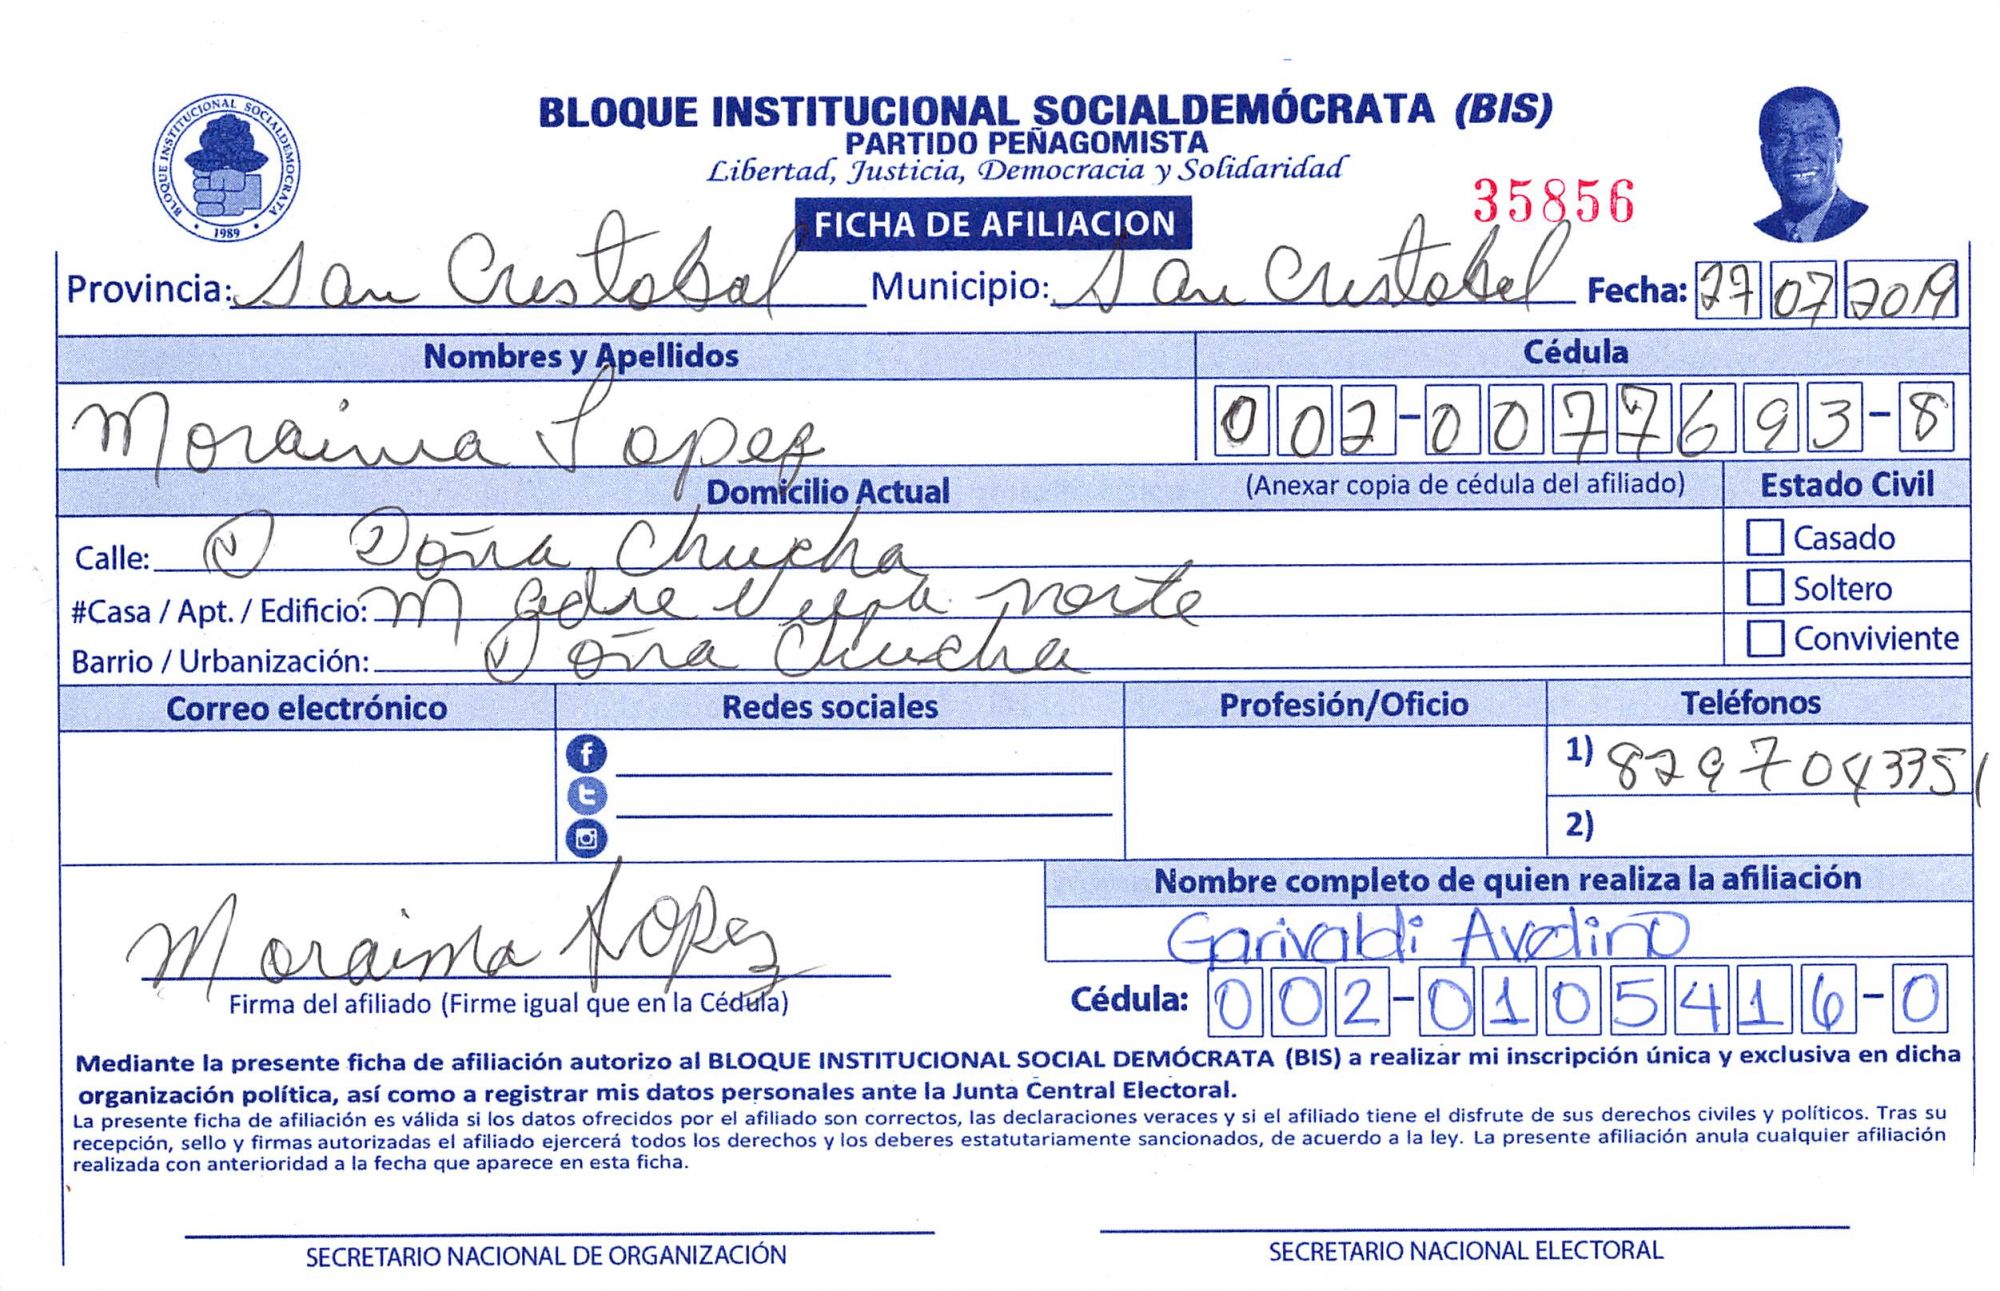 BLOQUE INSTITUCIONAL SOCIALDEMÓCRATA (BIS)
PARTIDO PEÑAGOMISTA
Libertad, Justicia, Democracia y Solidaridad
BLOQUE INSTITUCIONAL SOCIALDEMOCRATA
1989
35856
FICHA DE AFILIACION
Provincia: San Cristobal Municipio: San Cristobal Fecha: 27 07 2019
Nombres y Apellidos Cédula
Moraima Lopez 002-0077693-8
Domicilio Actual (Anexar copia de cédula del afiliado) Estado Civil
Calle: Doña Chucha Casado
#Casa / Apt. / Edificio: Madre Vieja norte Soltero
Barrio / Urbanización: Doña Chucha Conviviente
Correo electrónico Redes sociales Profesión/Oficio Teléfonos
1) 8297043351
2)
Nombre completo de quien realiza la afiliación
Moraima Lopez Garivaldi Avelino
Firma del afiliado (Firme igual que en la Cédula) Cédula: 002-0105416-0
Mediante la presente ficha de afiliación autorizo al BLOQUE INSTITUCIONAL SOCIAL DEMÓCRATA (BIS) a realizar mi inscripción única y exclusiva en dicha
organización política, así como a registrar mis datos personales ante la Junta Central Electoral.
La presente ficha de afiliación es válida si los datos ofrecidos por el afiliado son correctos, las declaraciones veraces y si el afiliado tiene el disfrute de sus derechos civiles y políticos. Tras su
recepción, sello y firmas autorizadas el afiliado ejercerá todos los derechos y los deberes estatutariamente sancionados, de acuerdo a la ley. La presente afiliación anula cualquier afiliación
realizada con anterioridad a la fecha que aparece en esta ficha.
SECRETARIO NACIONAL DE ORGANIZACIÓN SECRETARIO NACIONAL ELECTORAL